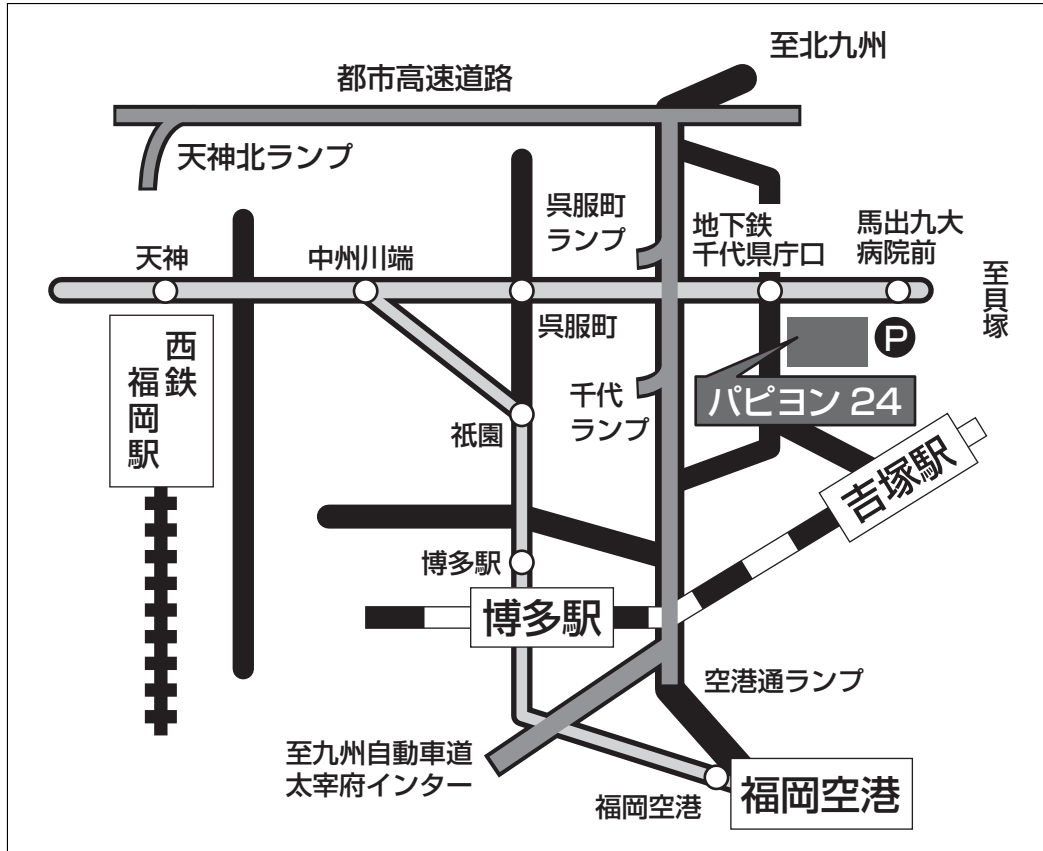 至北九州
都市高速道路
天神北ランプ
呉服町
ランプ
地下鉄
千代県庁口
馬出九大
病院前
天神
中州川端
至貝塚
呉服町
西鉄
福岡駅
P
パピヨン 24
千代
ランプ
祇園
吉塚駅
博多駅
博多駅
空港通ランプ
至九州自動車道
太宰府インター
福岡空港
福岡空港